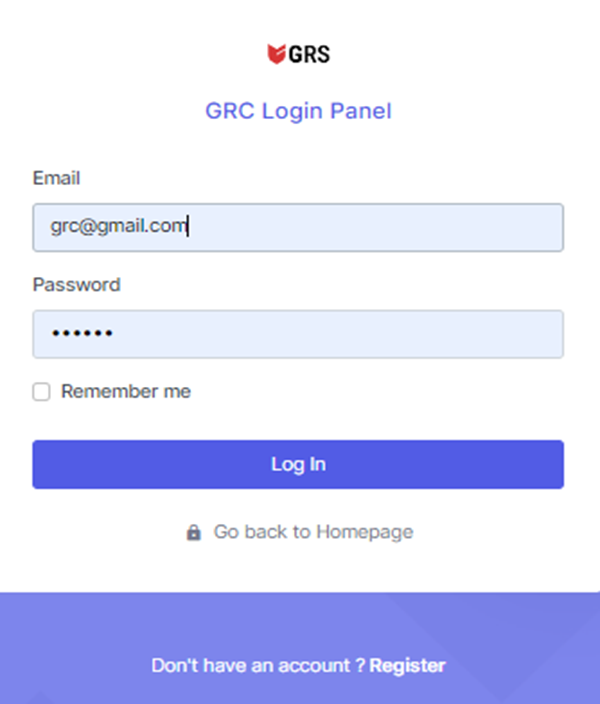 GRS
GRC Login Panel
Email
grc@gmail.com
Password
••••••
Remember me
Log In
Go back to Homepage
Don't have an account ? Register